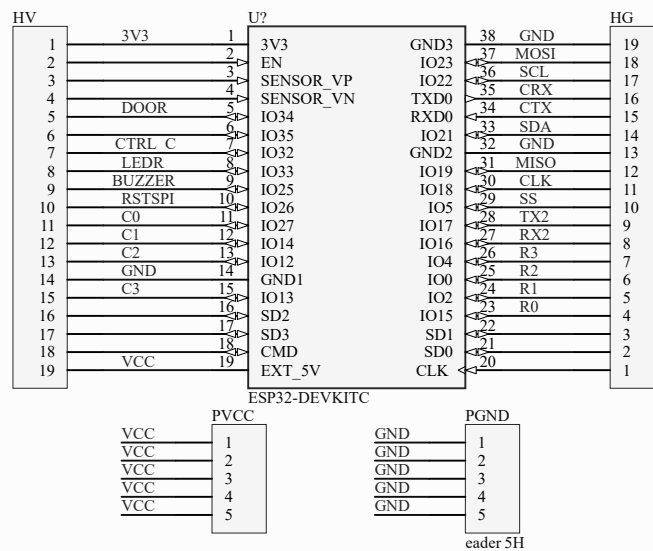 HV U? HG
1 3V3 1 3V3 GND3 38 GND 19
2 2 EN IO23 37 MOSI 18
3 3 SENSOR_VP IO22 36 SCL 17
4 4 SENSOR_VN TXD0 35 CRX 16
5 DOOR 5 IO34 RXD0 34 CTX 15
6 6 IO35 IO21 33 SDA 14
7 CTRL_C 7 IO32 GND2 32 GND 13
8 LEDR 8 IO33 IO19 31 MISO 12
9 BUZZER 9 IO25 IO18 30 CLK 11
10 RSTSPI 10 IO26 IO5 29 SS 10
11 C0 11 IO27 IO17 28 TX2 9
12 C1 12 IO14 IO16 27 RX2 8
13 C2 13 IO12 IO4 26 R3 7
14 GND 14 GND1 IO0 25 R2 6
15 C3 15 IO13 IO2 24 R1 5
16 16 SD2 IO15 23 R0 4
17 17 SD3 SD1 22 3
18 18 CMD SD0 21 2
19 VCC 19 EXT_5V CLK 20 1
ESP32-DEVKITC
PVCC PGND
VCC 1 GND 1
VCC 2 GND 2
VCC 3 GND 3
VCC 4 GND 4
VCC 5 GND 5
eader 5H